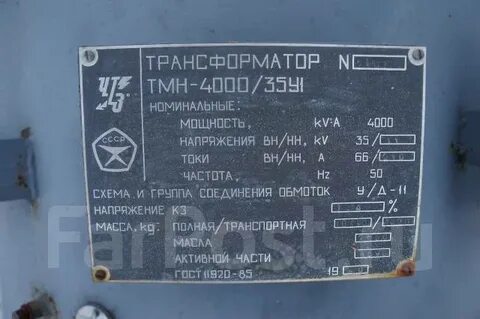 ТРАНСФОРМАТОР N
ТМН-4000/35У1
НОМИНАЛЬНЫЕ:
МОЩНОСТЬ, kV·A 4000
НАПРЯЖЕНИЯ ВН/НН, kV 35/
ТОКИ ВН/НН, A 66/
ЧАСТОТА, Hz 50
СХЕМА И ГРУППА СОЕДИНЕНИЯ ОБМОТОК У/Д-11
НАПРЯЖЕНИЕ КЗ %
МАССА, kg: ПОЛНАЯ/ТРАНСПОРТНАЯ
МАСЛА
АКТИВНОЙ ЧАСТИ
ГОСТ 11920-85 19
СССР
FarPost.ru